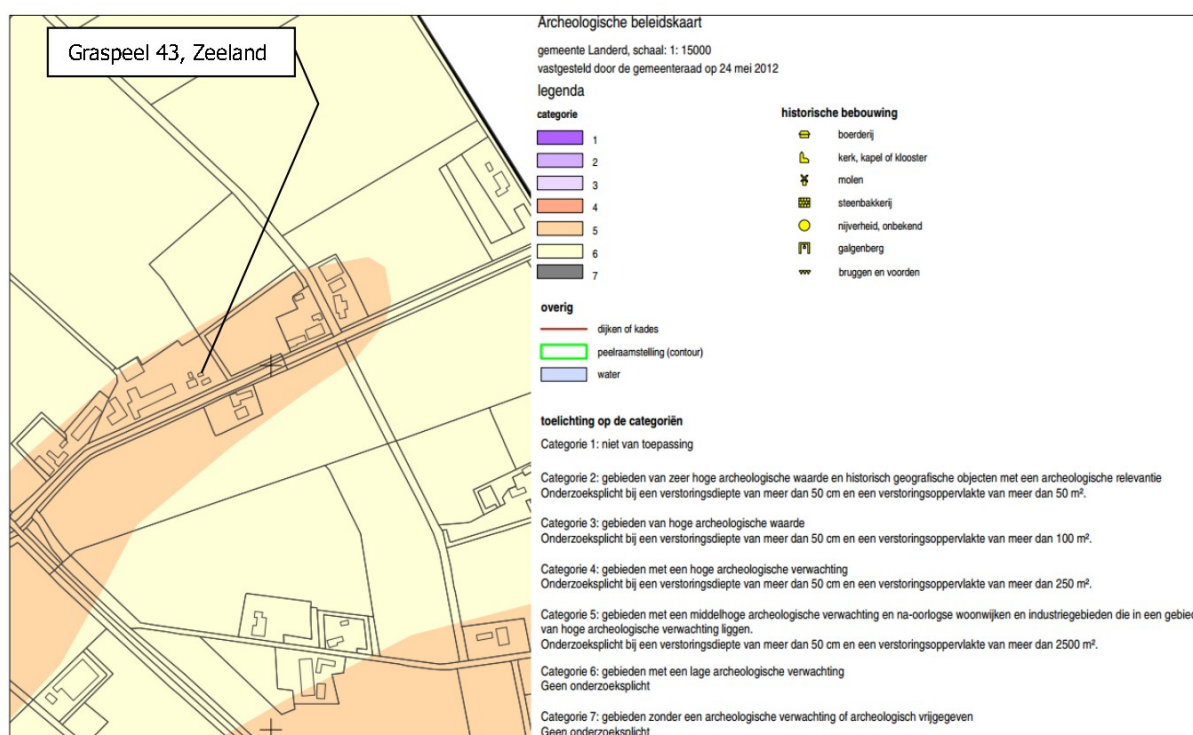 Graspeel 43, Zeeland
Archeologische beleidskaart
gemeente Landerd, schaal: 1: 15000
vastgesteld door de gemeenteraad op 24 mei 2012
legenda
categorie
1
2
3
4
5
6
7
historische bebouwing
boerderij
kerk, kapel of klooster
molen
steenbakkerij
nijverheid, onbekend
galgenberg
bruggen en voorden
overig
dijken of kades
peelraamstelling (contour)
water
toelichting op de categoriën
Categorie 1: niet van toepassing
Categorie 2: gebieden van zeer hoge archeologische waarde en historisch geografische objecten met een archeologische relevantie
Onderzoeksplicht bij een verstoringsdiepte van meer dan 50 cm en een verstoringsoppervlakte van meer dan 50 m².
Categorie 3: gebieden van hoge archeologische waarde
Onderzoeksplicht bij een verstoringsdiepte van meer dan 50 cm en een verstoringsoppervlakte van meer dan 100 m².
Categorie 4: gebieden met een hoge archeologische verwachting
Onderzoeksplicht bij een verstoringsdiepte van meer dan 50 cm en een verstoringsoppervlakte van meer dan 250 m².
Categorie 5: gebieden met een middelhoge archeologische verwachting en na-oorlogse woonwijken en industriegebieden die in een gebied
van hoge archeologische verwachting liggen.
Onderzoeksplicht bij een verstoringsdiepte van meer dan 50 cm en een verstoringsoppervlakte van meer dan 2500 m².
Categorie 6: gebieden met een lage archeologische verwachting
Geen onderzoeksplicht
Categorie 7: gebieden zonder een archeologische verwachting of archeologisch vrijgegeven
Geen onderzoeksplicht